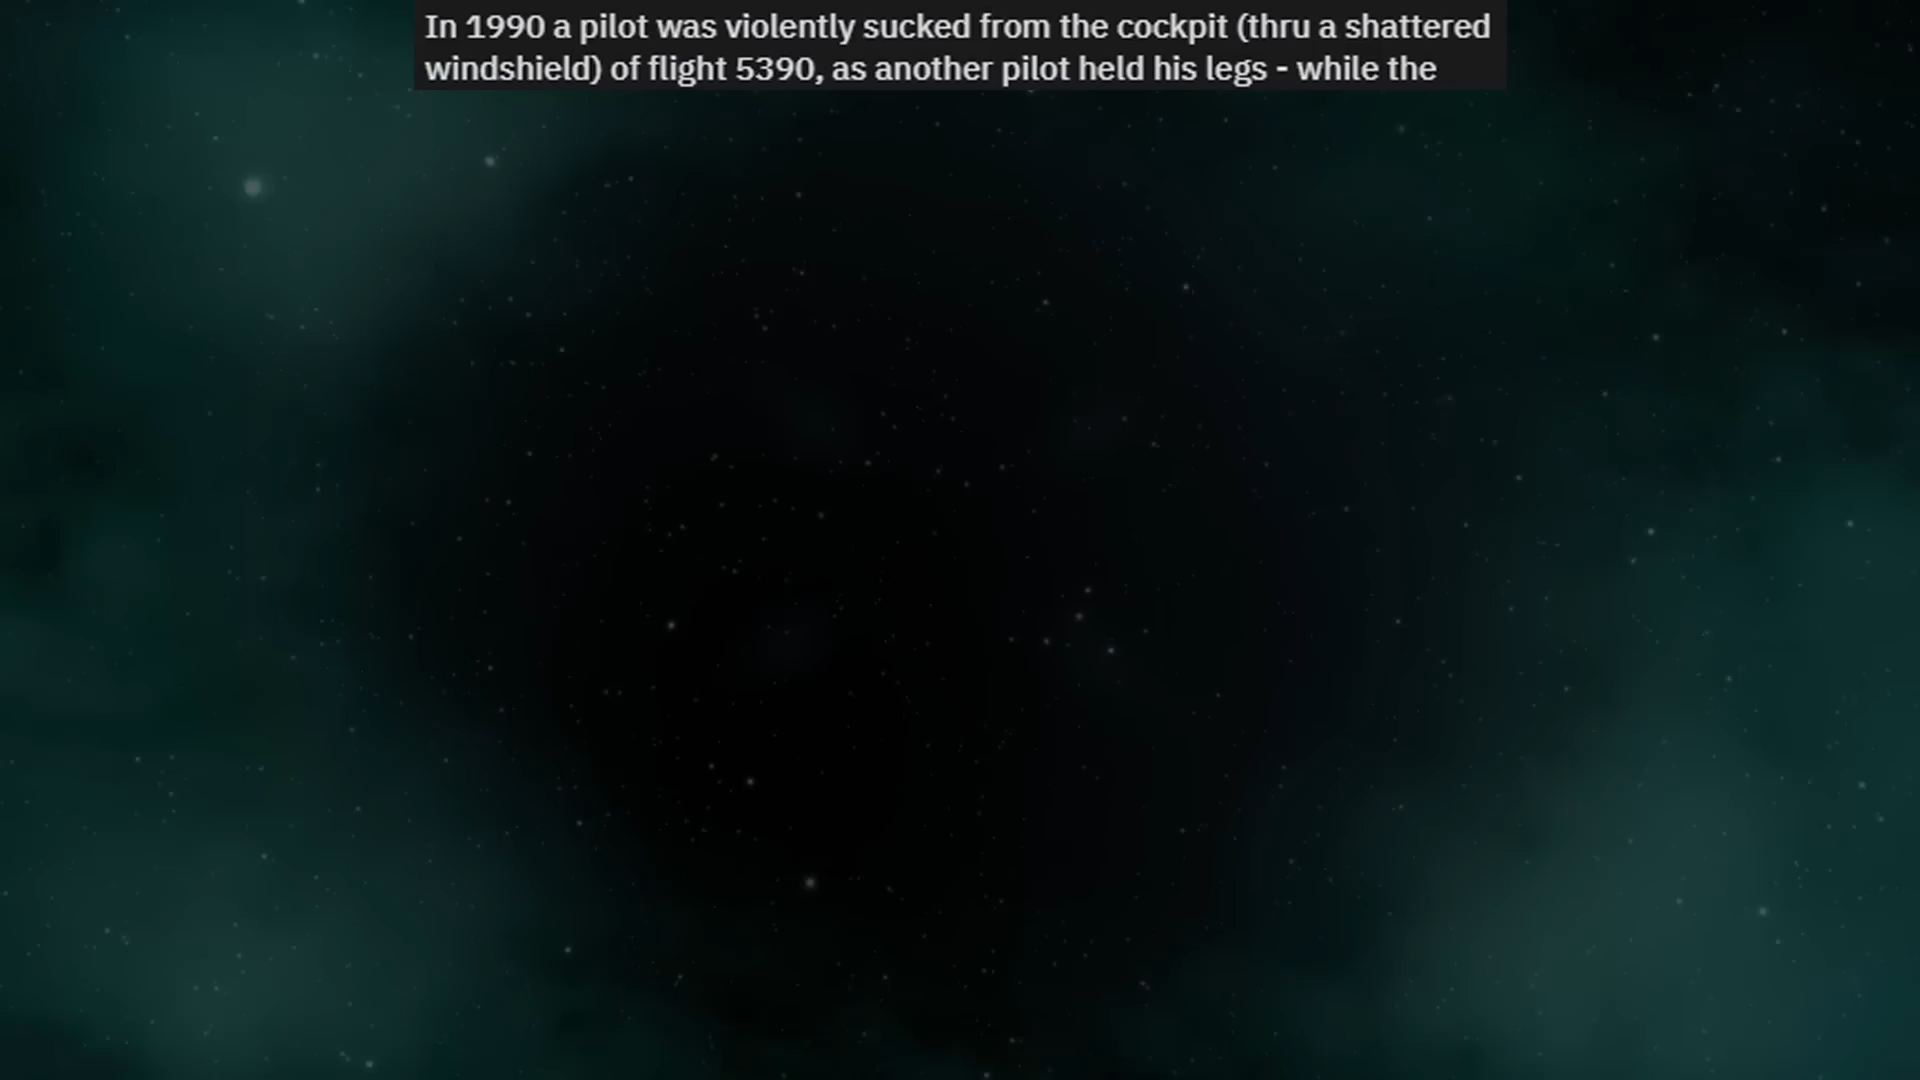 In 1990 a pilot was violently sucked from the cockpit (thru a shattered
windshield) of flight 5390, as another pilot held his legs - while the